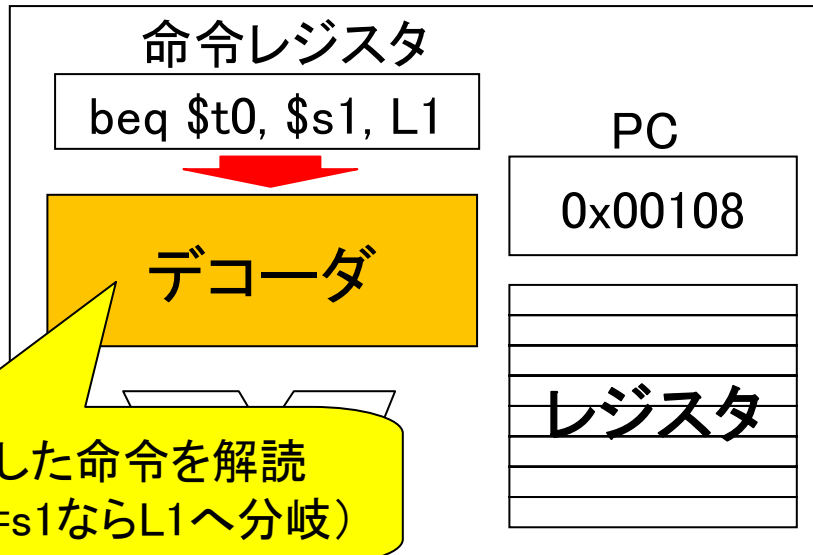 命令レジスタ
beq $t0, $s1, L1
PC
0x00108
デコーダ
レジスタ
した命令を解読
=s1ならL1へ分岐）